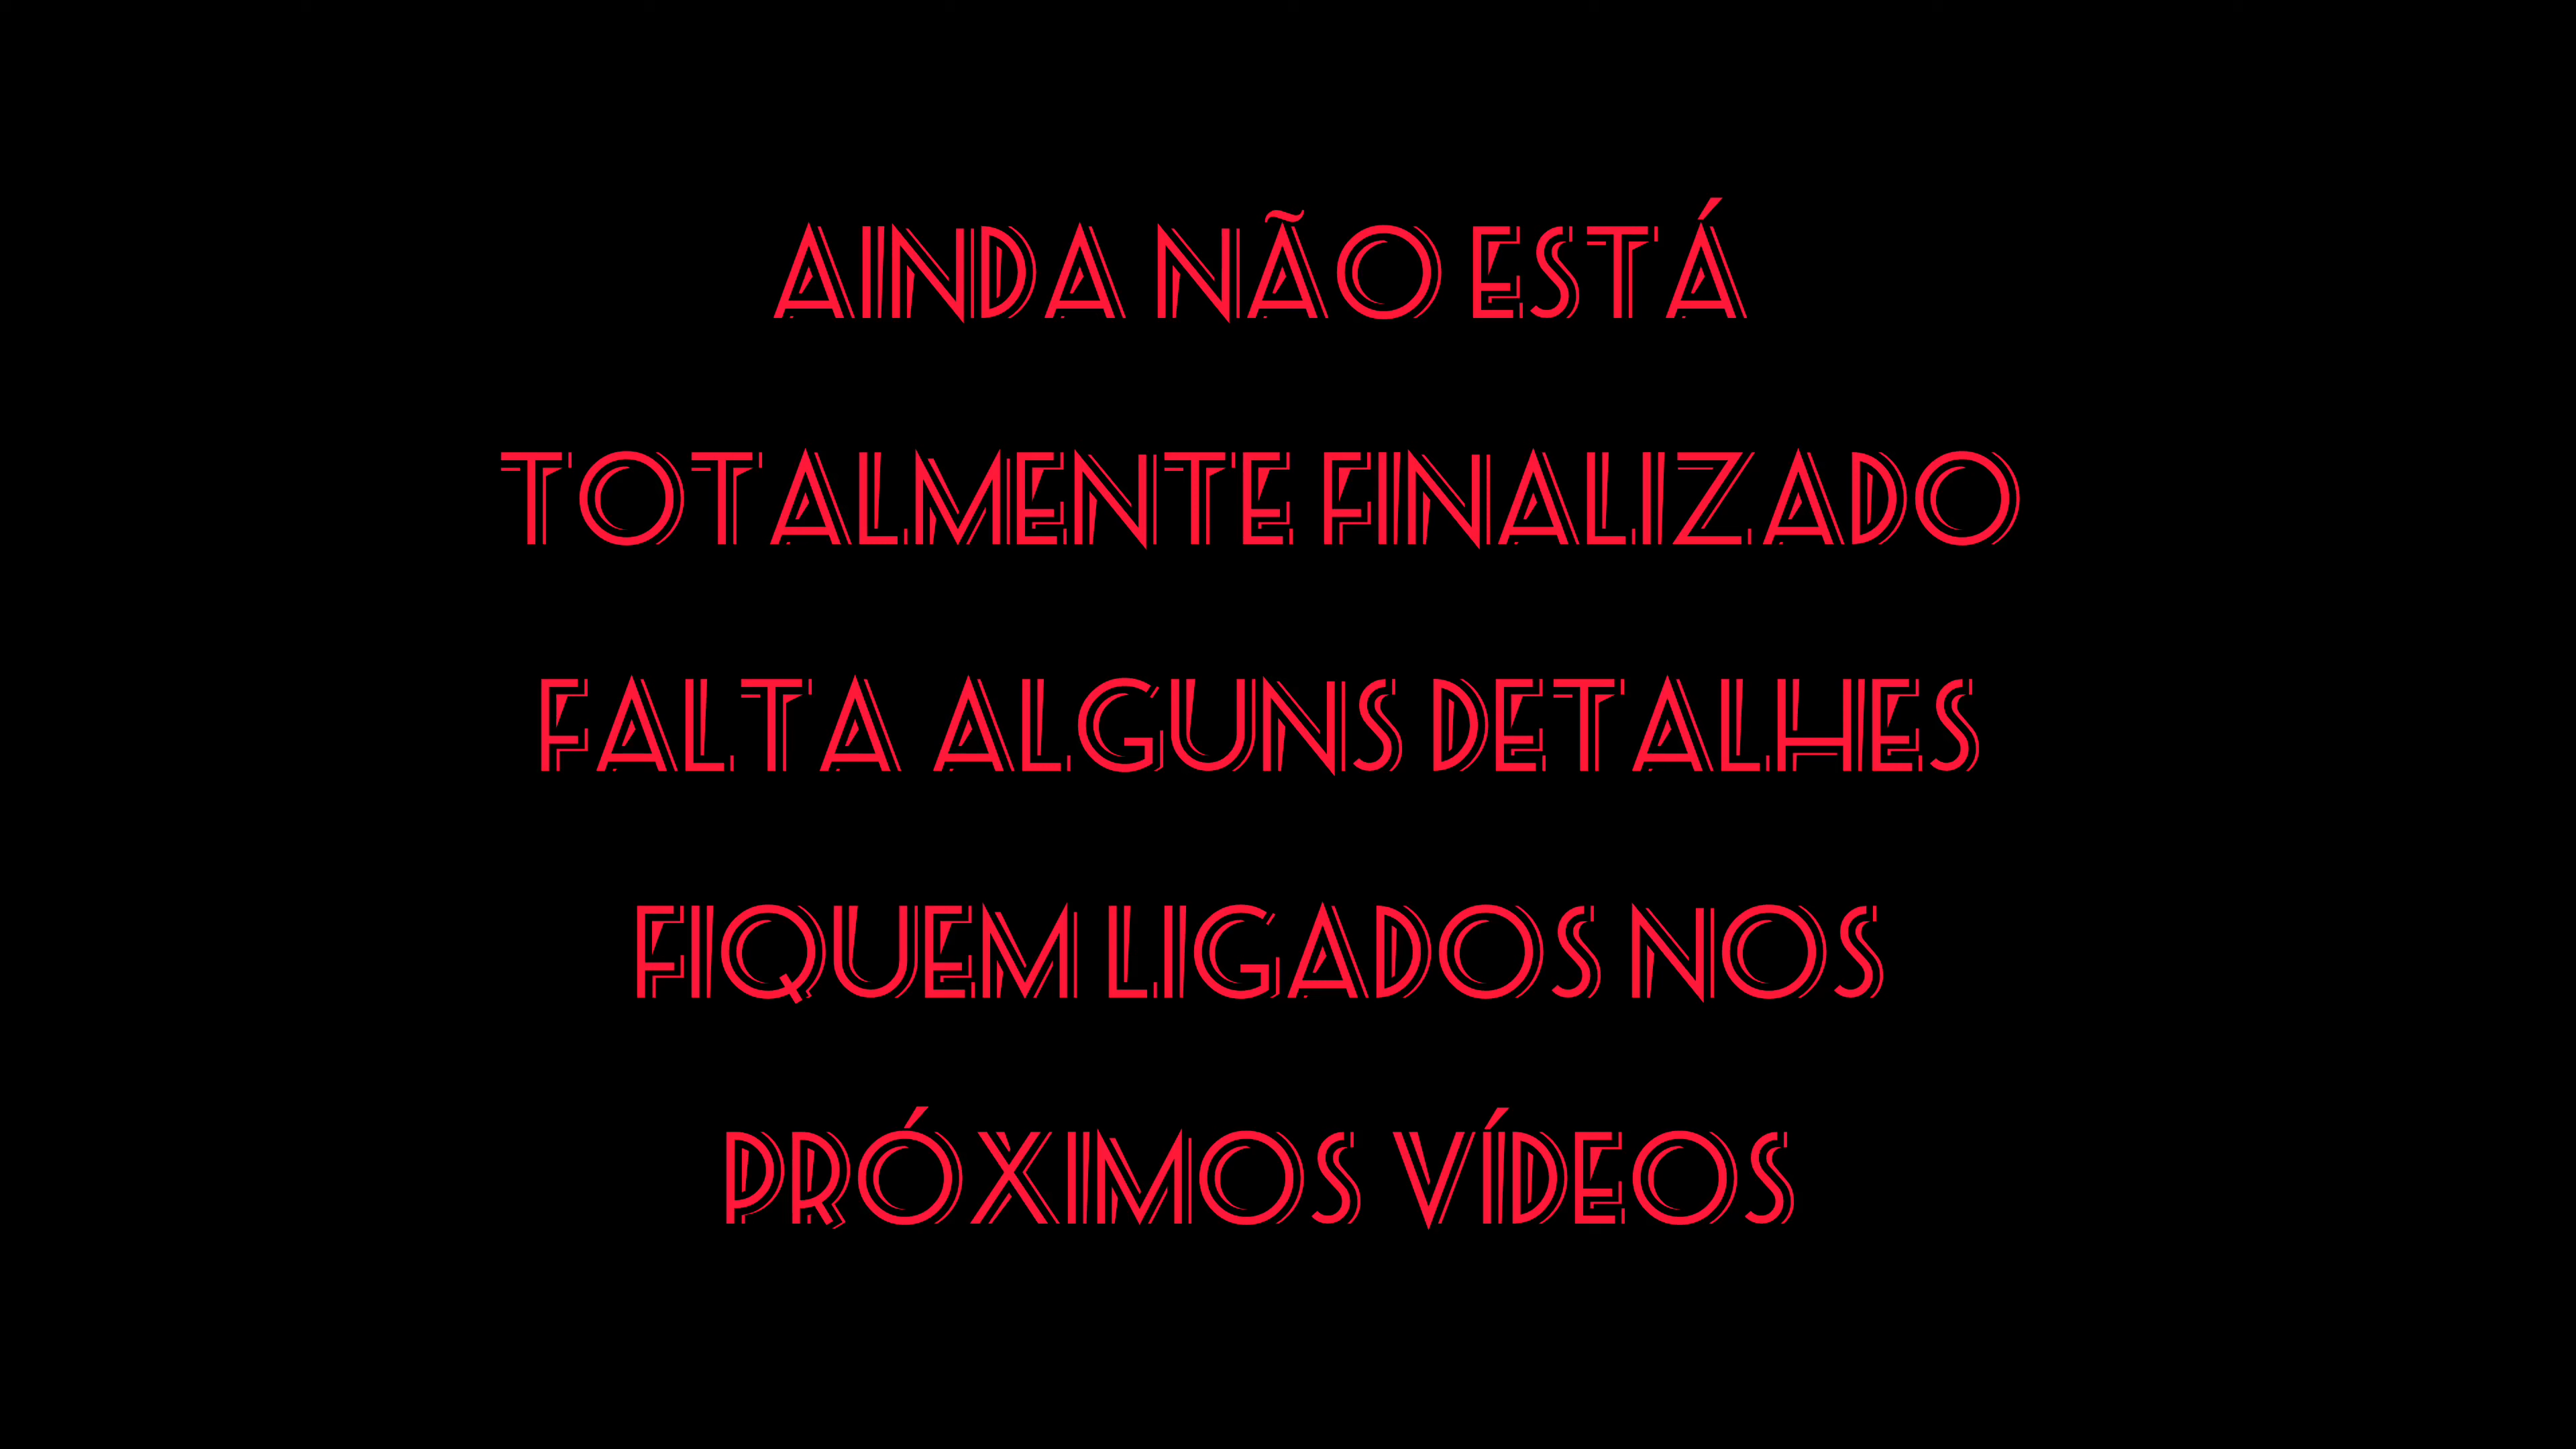 AINDA NÃO ESTÁ
TOTALMENTE FINALIZADO
FALTA ALGUNS DETALHES
FIQUEM LIGADOS NOS
PRÓXIMOS VÍDEOS